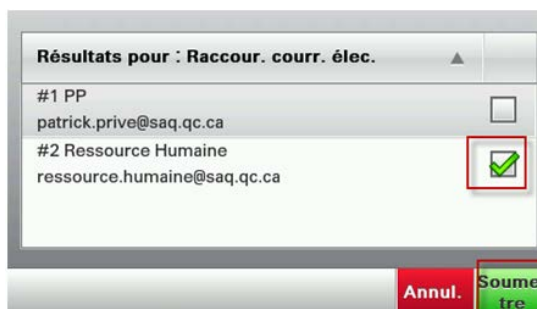 Résultats pour : Raccour. courr. élec.
#1 PP
patrick.prive@saq.qc.ca
#2 Ressource Humaine
ressource.humaine@saq.qc.ca
Annul.
Soume
tre